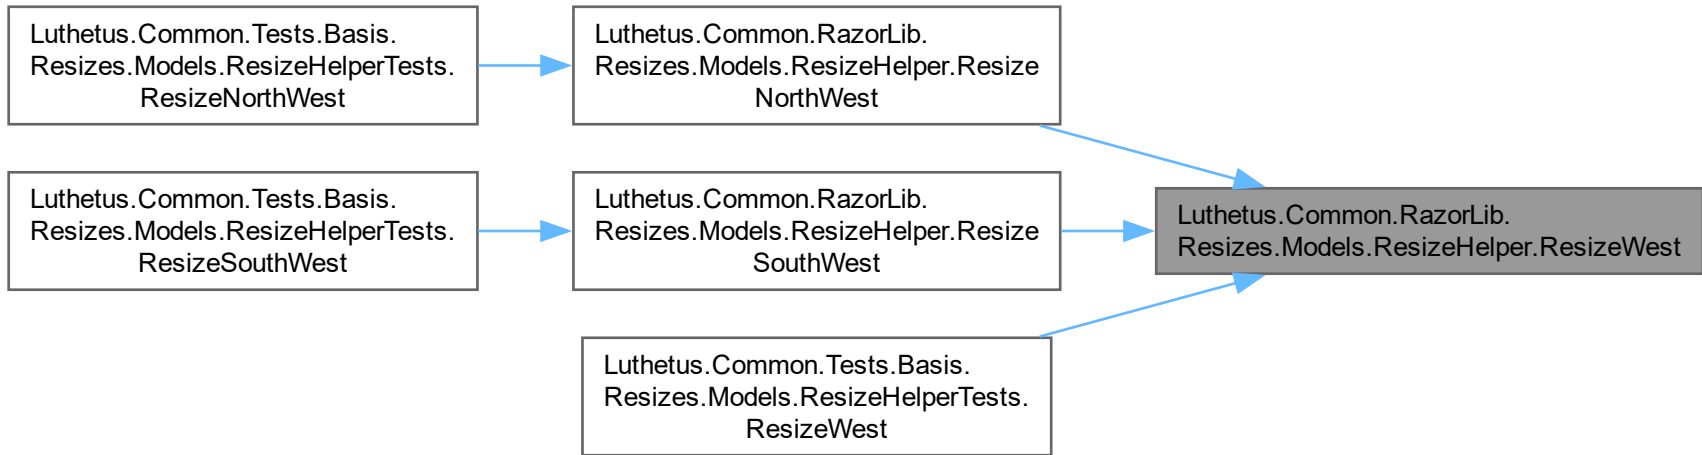 Luthetus.Common.Tests.Basis.
Resizes.Models.ResizeHelperTests.
ResizeNorthWest
Luthetus.Common.RazorLib.
Resizes.Models.ResizeHelper.Resize
NorthWest
Luthetus.Common.Tests.Basis.
Resizes.Models.ResizeHelperTests.
ResizeSouthWest
Luthetus.Common.RazorLib.
Resizes.Models.ResizeHelper.Resize
SouthWest
Luthetus.Common.RazorLib.
Resizes.Models.ResizeHelper.ResizeWest
Luthetus.Common.Tests.Basis.
Resizes.Models.ResizeHelperTests.
ResizeWest